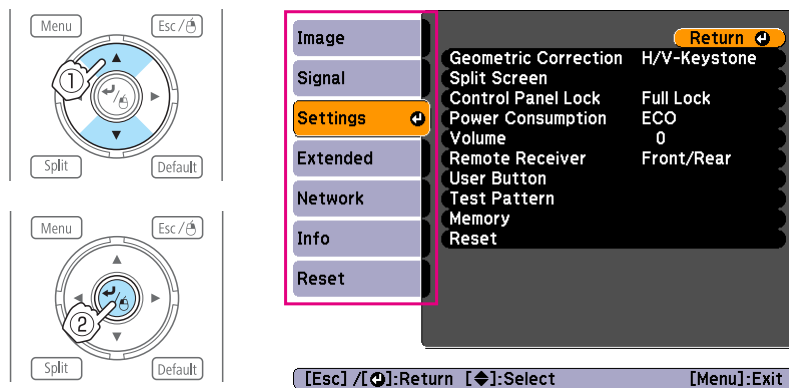 Menu
Esc/
1
Split
Default
Menu
Esc/
2
Split
Default
Image
Signal
Settings
Extended
Network
Info
Reset
Return
Geometric Correction H/V-Keystone
Split Screen
Control Panel Lock Full Lock
Power Consumption ECO
Volume 0
Remote Receiver Front/Rear
User Button
Test Pattern
Memory
Reset
[Esc] /[ ]:Return [ ]:Select [Menu]:Exit